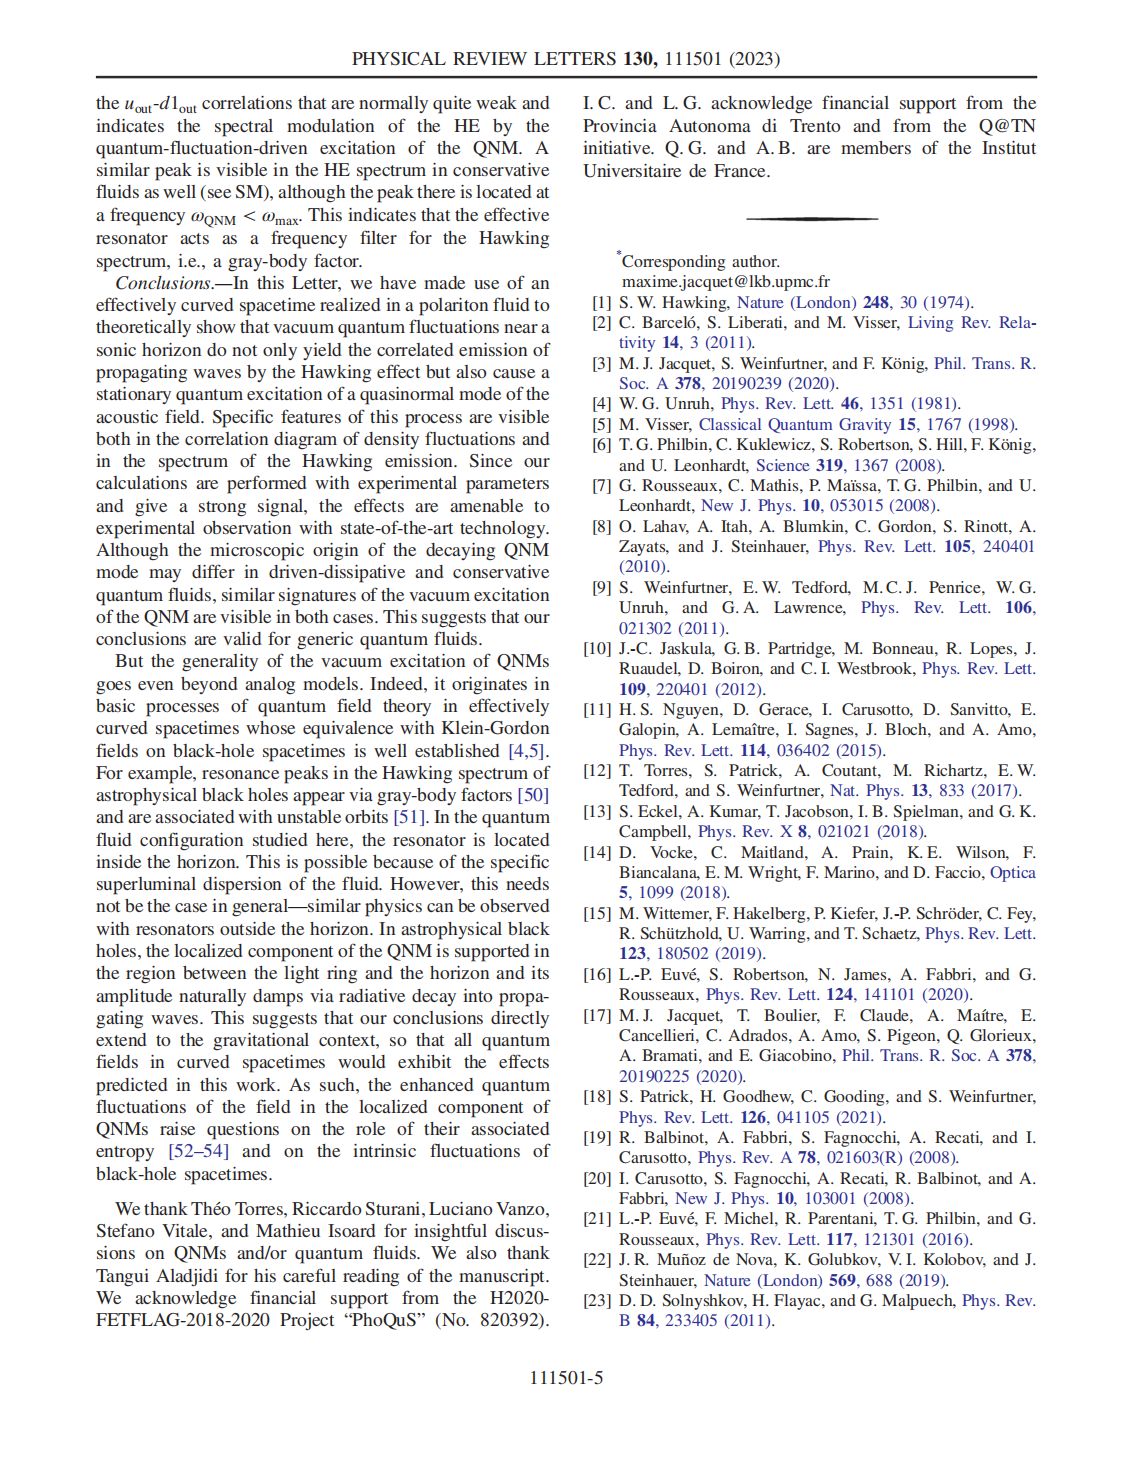 PHYSICAL REVIEW LETTERS 130, 111501 (2023)
the uout-d1out correlations that are normally quite weak and
indicates the spectral modulation of the HE by the
quantum-fluctuation-driven excitation of the QNM. A
similar peak is visible in the HE spectrum in conservative
fluids as well (see SM), although the peak there is located at
a frequency ωQNM < ωmax. This indicates that the effective
resonator acts as a frequency filter for the Hawking
spectrum, i.e., a gray-body factor.
Conclusions.—In this Letter, we have made use of an
effectively curved spacetime realized in a polariton fluid to
theoretically show that vacuum quantum fluctuations near a
sonic horizon do not only yield the correlated emission of
propagating waves by the Hawking effect but also cause a
stationary quantum excitation of a quasinormal mode of the
acoustic field. Specific features of this process are visible
both in the correlation diagram of density fluctuations and
in the spectrum of the Hawking emission. Since our
calculations are performed with experimental parameters
and give a strong signal, the effects are amenable to
experimental observation with state-of-the-art technology.
Although the microscopic origin of the decaying QNM
mode may differ in driven-dissipative and conservative
quantum fluids, similar signatures of the vacuum excitation
of the QNM are visible in both cases. This suggests that our
conclusions are valid for generic quantum fluids.
But the generality of the vacuum excitation of QNMs
goes even beyond analog models. Indeed, it originates in
basic processes of quantum field theory in effectively
curved spacetimes whose equivalence with Klein-Gordon
fields on black-hole spacetimes is well established [4,5].
For example, resonance peaks in the Hawking spectrum of
astrophysical black holes appear via gray-body factors [50]
and are associated with unstable orbits [51]. In the quantum
fluid configuration studied here, the resonator is located
inside the horizon. This is possible because of the specific
superluminal dispersion of the fluid. However, this needs
not be the case in general—similar physics can be observed
with resonators outside the horizon. In astrophysical black
holes, the localized component of the QNM is supported in
the region between the light ring and the horizon and its
amplitude naturally damps via radiative decay into propa-
gating waves. This suggests that our conclusions directly
extend to the gravitational context, so that all quantum
fields in curved spacetimes would exhibit the effects
predicted in this work. As such, the enhanced quantum
fluctuations of the field in the localized component of
QNMs raise questions on the role of their associated
entropy [52–54] and on the intrinsic fluctuations of
black-hole spacetimes.
We thank Théo Torres, Riccardo Sturani, Luciano Vanzo,
Stefano Vitale, and Mathieu Isoard for insightful discus-
sions on QNMs and/or quantum fluids. We also thank
Tangui Aladjidi for his careful reading of the manuscript.
We acknowledge financial support from the H2020-
FETFLAG-2018-2020 Project “PhoQuS” (No. 820392).
I. C. and L. G. acknowledge financial support from the
Provincia Autonoma di Trento and from the Q@TN
initiative. Q. G. and A. B. are members of the Institut
Universitaire de France.
*Corresponding author.
maxime.jacquet@lkb.upmc.fr
[1] S. W. Hawking, Nature (London) 248, 30 (1974).
[2] C. Barceló, S. Liberati, and M. Visser, Living Rev. Rela-
tivity 14, 3 (2011).
[3] M. J. Jacquet, S. Weinfurtner, and F. König, Phil. Trans. R.
Soc. A 378, 20190239 (2020).
[4] W. G. Unruh, Phys. Rev. Lett. 46, 1351 (1981).
[5] M. Visser, Classical Quantum Gravity 15, 1767 (1998).
[6] T. G. Philbin, C. Kuklewicz, S. Robertson, S. Hill, F. König,
and U. Leonhardt, Science 319, 1367 (2008).
[7] G. Rousseaux, C. Mathis, P. Maïssa, T. G. Philbin, and U.
Leonhardt, New J. Phys. 10, 053015 (2008).
[8] O. Lahav, A. Itah, A. Blumkin, C. Gordon, S. Rinott, A.
Zayats, and J. Steinhauer, Phys. Rev. Lett. 105, 240401
(2010).
[9] S. Weinfurtner, E. W. Tedford, M. C. J. Penrice, W. G.
Unruh, and G. A. Lawrence, Phys. Rev. Lett. 106,
021302 (2011).
[10] J.-C. Jaskula, G. B. Partridge, M. Bonneau, R. Lopes, J.
Ruaudel, D. Boiron, and C. I. Westbrook, Phys. Rev. Lett.
109, 220401 (2012).
[11] H. S. Nguyen, D. Gerace, I. Carusotto, D. Sanvitto, E.
Galopin, A. Lemaître, I. Sagnes, J. Bloch, and A. Amo,
Phys. Rev. Lett. 114, 036402 (2015).
[12] T. Torres, S. Patrick, A. Coutant, M. Richartz, E. W.
Tedford, and S. Weinfurtner, Nat. Phys. 13, 833 (2017).
[13] S. Eckel, A. Kumar, T. Jacobson, I. B. Spielman, and G. K.
Campbell, Phys. Rev. X 8, 021021 (2018).
[14] D. Vocke, C. Maitland, A. Prain, K. E. Wilson, F.
Biancalana, E. M. Wright, F. Marino, and D. Faccio, Optica
5, 1099 (2018).
[15] M. Wittemer, F. Hakelberg, P. Kiefer, J.-P. Schröder, C. Fey,
R. Schützhold, U. Warring, and T. Schaetz, Phys. Rev. Lett.
123, 180502 (2019).
[16] L.-P. Euvé, S. Robertson, N. James, A. Fabbri, and G.
Rousseaux, Phys. Rev. Lett. 124, 141101 (2020).
[17] M. J. Jacquet, T. Boulier, F. Claude, A. Maître, E.
Cancellieri, C. Adrados, A. Amo, S. Pigeon, Q. Glorieux,
A. Bramati, and E. Giacobino, Phil. Trans. R. Soc. A 378,
20190225 (2020).
[18] S. Patrick, H. Goodhew, C. Gooding, and S. Weinfurtner,
Phys. Rev. Lett. 126, 041105 (2021).
[19] R. Balbinot, A. Fabbri, S. Fagnocchi, A. Recati, and I.
Carusotto, Phys. Rev. A 78, 021603(R) (2008).
[20] I. Carusotto, S. Fagnocchi, A. Recati, R. Balbinot, and A.
Fabbri, New J. Phys. 10, 103001 (2008).
[21] L.-P. Euvé, F. Michel, R. Parentani, T. G. Philbin, and G.
Rousseaux, Phys. Rev. Lett. 117, 121301 (2016).
[22] J. R. Muñoz de Nova, K. Golubkov, V. I. Kolobov, and J.
Steinhauer, Nature (London) 569, 688 (2019).
[23] D. D. Solnyshkov, H. Flayac, and G. Malpuech, Phys. Rev.
B 84, 233405 (2011).
111501-5